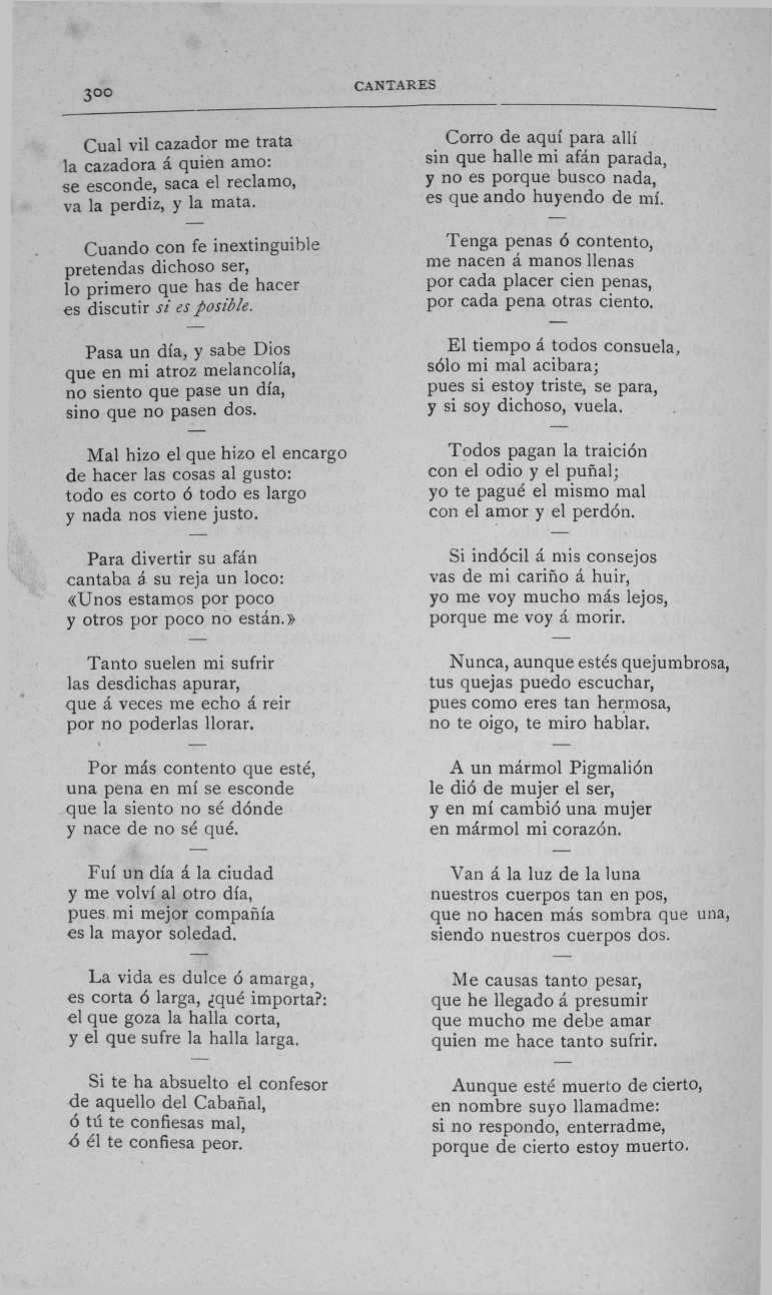 300
CANTARES
Cual vil cazador me trata
la cazadora á quien amo:
se esconde, saca el reclamo,
va la perdiz, y la mata.
Cuando con fe inextinguible
pretendas dichoso ser,
lo primero que has de hacer
es discutir si es posible.
Pasa un día, y sabe Dios
que en mi atroz melancolía,
no siento que pase un día,
sino que no pasen dos.
Mal hizo el que hizo el encargo
de hacer las cosas al gusto:
todo es corto ó todo es largo
y nada nos viene justo.
Para divertir su afán
cantaba á su reja un loco:
«Unos estamos por poco
y otros por poco no están.»
Tanto suelen mi sufrir
las desdichas apurar,
que á veces me echo á reir
por no poderlas llorar.
Por más contento que esté,
una pena en mí se esconde
que la siento no sé dónde
y nace de no sé qué.
Fuí un día á la ciudad
y me volví al otro día,
pues mi mejor compañía
es la mayor soledad.
La vida es dulce ó amarga,
es corta ó larga, ¿qué importa?:
el que goza la halla corta,
y el que sufre la halla larga.
Si te ha absuelto el confesor
de aquello del Cabañal,
ó tú te confiesas mal,
ó él te confiesa peor.
Corro de aquí para allí
sin que halle mi afán parada,
y no es porque busco nada,
es que ando huyendo de mí.
Tenga penas ó contento,
me nacen á manos llenas
por cada placer cien penas,
por cada pena otras ciento.
El tiempo á todos consuela,
sólo mi mal acibara;
pues si estoy triste, se para,
y si soy dichoso, vuela.
Todos pagan la traición
con el odio y el puñal;
yo te pagué el mismo mal
con el amor y el perdón.
Si indócil á mis consejos
vas de mi cariño á huir,
yo me voy mucho más lejos,
porque me voy á morir.
Nunca, aunque estés quejumbrosa,
tus quejas puedo escuchar,
pues como eres tan hermosa,
no te oigo, te miro hablar.
A un mármol Pigmalión
le dió de mujer el ser,
y en mí cambió una mujer
en mármol mi corazón.
Van á la luz de la luna
nuestros cuerpos tan en pos,
que no hacen más sombra que una,
siendo nuestros cuerpos dos.
Me causas tanto pesar,
que he llegado á presumir
que mucho me debe amar
quien me hace tanto sufrir.
Aunque esté muerto de cierto,
en nombre suyo llamadme:
si no respondo, enterradme,
porque de cierto estoy muerto.